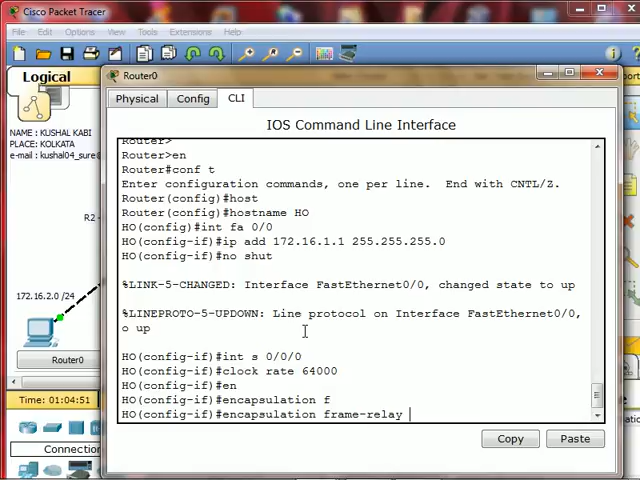 Cisco Packet Tracer
File Edit Options View Tools Extensions Help
Logical
NAME : KUSHAL KABI
PLACE: KOLKATA
R2 -
172.16.2.0 /24
Router0
Time: 01:04:51
Connection
Router0
Physical
Config
CLI
IOS Command Line Interface
Router>
Router>en
Router#conf t
Enter configuration commands, one per line. End with CNTL/Z.
Router(config)#host
Router(config)#hostname HO
HO(config)#int fa 0/0
HO(config-if)#ip add 172.16.1.1 255.255.255.0
HO(config-if)#no shut
%LINK-5-CHANGED: Interface FastEthernet0/0, changed state to up
%LINEPROTO-5-UPDOWN: Line protocol on Interface FastEthernet0/0,
o up
HO(config-if)#int s 0/0/0
HO(config-if)#clock rate 64000
HO(config-if)#en
HO(config-if)#encapsulation f
HO(config-if)#encapsulation frame-relay
Copy
Paste